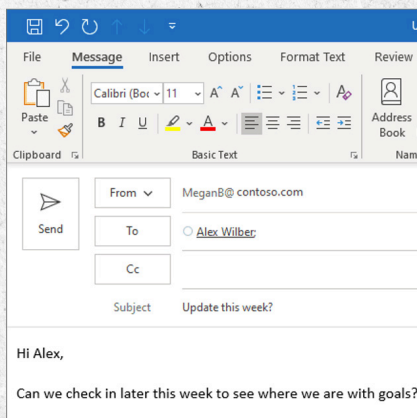 File Message Insert Options Format Text Review
Paste
Calibri (Boc 11 A A
B I U A
Address
Book
Clipboard Basic Text Nam
Send
From MeganB@ contoso.com
To Alex Wilber;
Cc
Subject Update this week?
Hi Alex,
Can we check in later this week to see where we are with goals?